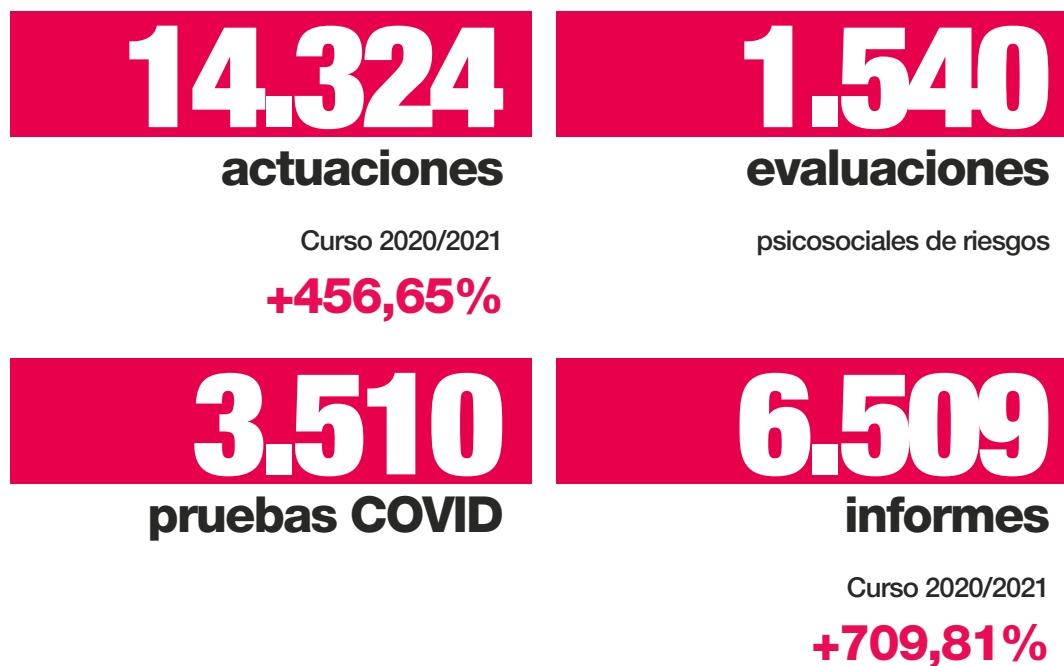 14.324
actuaciones
Curso 2020/2021
+456,65%
1.540
evaluaciones
psicosociales de riesgos
3.510
pruebas COVID
6.509
informes
Curso 2020/2021
+709,81%